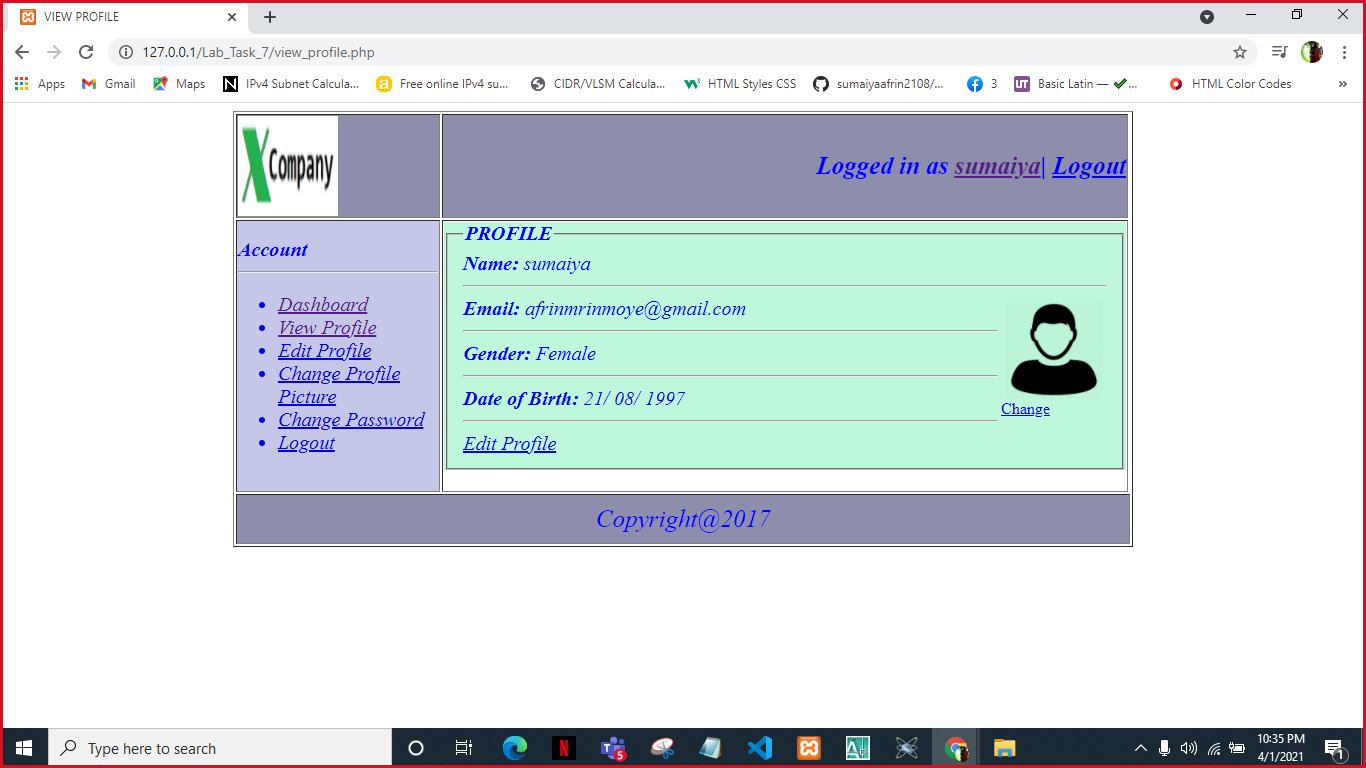 VIEW PROFILE
127.0.0.1/Lab_Task_7/view_profile.php
Apps Gmail Maps IPv4 Subnet Calcula... Free online IPv4 su... CIDR/VLSM Calcula... HTML Styles CSS sumaiyaafrin2108/... 3 Basic Latin — ✔... HTML Color Codes »
X Company
Logged in as sumaiya| Logout
Account
Dashboard
View Profile
Edit Profile
Change Profile
Picture
Change Password
Logout
PROFILE
Name: sumaiya
Email: afrinmrinmoye@gmail.com
Gender: Female
Date of Birth: 21/ 08/ 1997
Change
Edit Profile
Copyright@2017
Type here to search
5
10:35 PM
4/1/2021
1